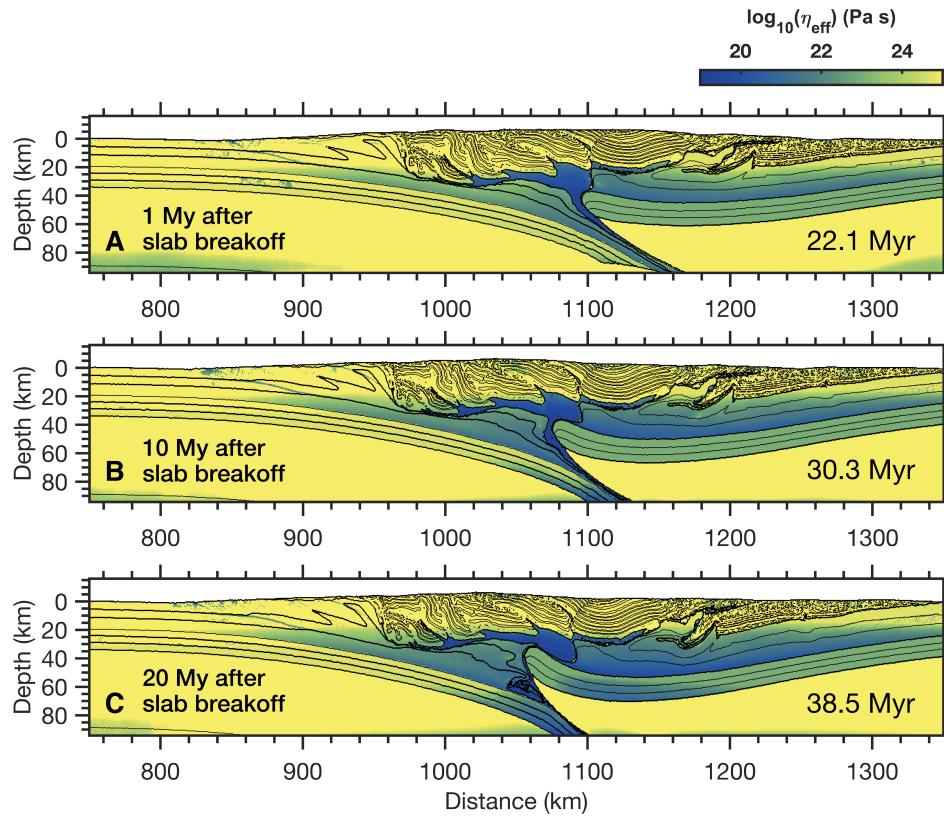 log10(ηeff) (Pa s)
20 22 24
Depth (km)
0
20
40
60
80
A
1 My after
slab breakoff
22.1 Myr
800 900 1000 1100 1200 1300
Depth (km)
0
20
40
60
80
B
10 My after
slab breakoff
30.3 Myr
800 900 1000 1100 1200 1300
Depth (km)
0
20
40
60
80
C
20 My after
slab breakoff
38.5 Myr
800 900 1000 1100 1200 1300
Distance (km)